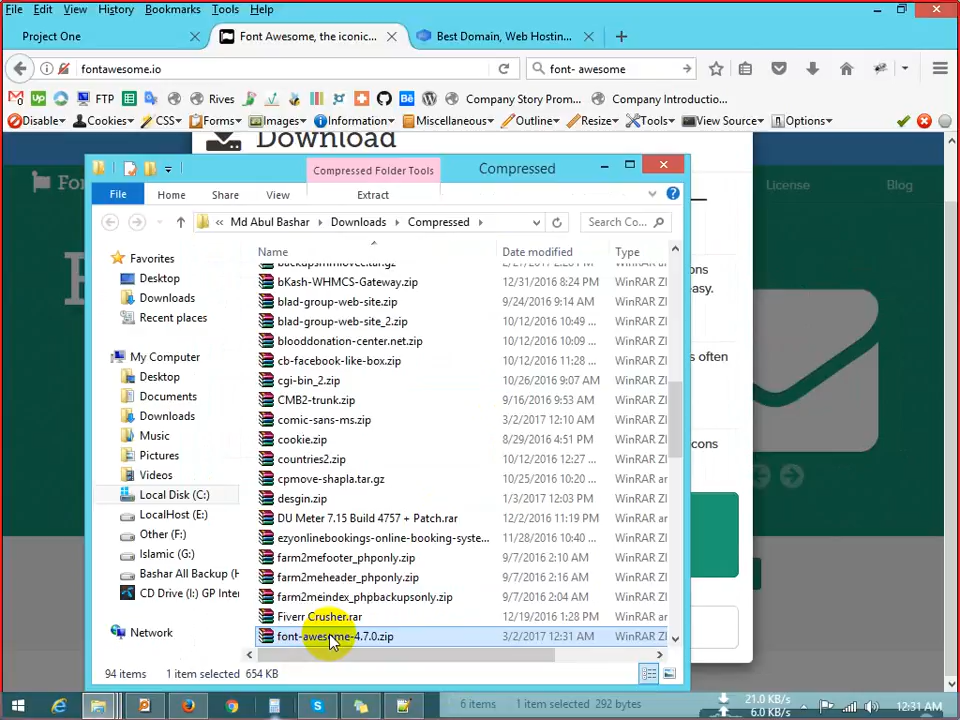 File Edit View History Bookmarks Tools Help
Project One Font Awesome, the iconic... Best Domain, Web Hostin...
fontawesome.io font- awesome
FTP Rives Company Story Prom... Company Introductio...
Disable Cookies CSS Forms Images Information Miscellaneous Outline Resize Tools View Source Options
Download
Compressed Folder Tools Compressed
File Home Share View Extract
License Blog
Md Abul Bashar Downloads Compressed Search Co...
Name Date modified Type
Favorites
Desktop
Downloads
Recent places
My Computer
Desktop
Documents
Downloads
Music
Pictures
Videos
Local Disk (C:)
LocalHost (E:)
Other (F:)
Islamic (G:)
Bashar All Backup (H
CD Drive (I:) GP Inter
Network
bKash-WHMCS-Gateway.zip 12/31/2016 8:24 PM WinRAR ZI
blad-group-web-site.zip 9/24/2016 9:14 AM WinRAR ZI
blad-group-web-site_2.zip 10/12/2016 10:49 ... WinRAR ZI
blooddonation-center.net.zip 10/12/2016 10:09 ... WinRAR ZI
cb-facebook-like-box.zip 10/12/2016 11:28 ... WinRAR ZI
cgi-bin_2.zip 10/26/2016 9:07 AM WinRAR ZI
CMB2-trunk.zip 9/16/2016 9:53 AM WinRAR ZI
comic-sans-ms.zip 3/2/2017 12:10 AM WinRAR ZI
cookie.zip 8/29/2016 4:51 PM WinRAR ZI
countries2.zip 10/12/2016 12:27 ... WinRAR ZI
cpmove-shapla.tar.gz 10/25/2016 10:20 ... WinRAR ar
desgin.zip 1/3/2017 12:03 PM WinRAR ZI
DU Meter 7.15 Build 4757 + Patch.rar 12/2/2016 11:19 PM WinRAR ar
ezyonlinebookings-online-booking-syste... 11/28/2016 10:40 ... WinRAR ZI
farm2mefooter_phponly.zip 9/7/2016 2:10 AM WinRAR ZI
farm2meheader_phponly.zip 9/7/2016 2:16 AM WinRAR ZI
farm2meindex_phpbackupsonly.zip 9/7/2016 2:04 AM WinRAR ZI
Fiverr Crusher.rar 12/19/2016 1:28 PM WinRAR ar
font-awesome-4.7.0.zip 3/2/2017 12:31 AM WinRAR ZI
ons
easy.
s often
cons
94 items 1 item selected 654 KB
6 items 1 item selected 292 bytes 21.0 KB/s
6.0 KB/s 12:31 AM